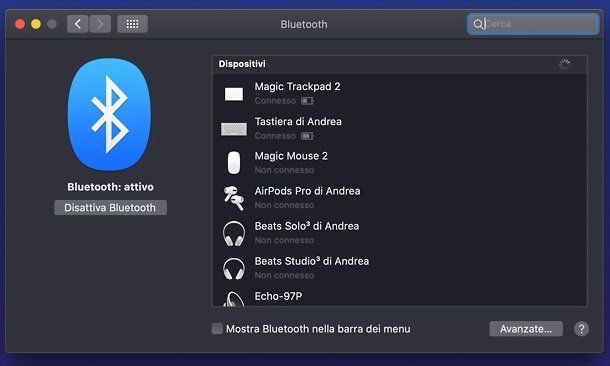 Bluetooth
Cerca
Dispositivi
Magic Trackpad 2
Connesso
Tastiera di Andrea
Connesso
Magic Mouse 2
Non connesso
AirPods Pro di Andrea
Non connesso
Beats Solo³ di Andrea
Non connesso
Beats Studio³ di Andrea
Non connesso
Echo-97P
Bluetooth: attivo
Disattiva Bluetooth
Mostra Bluetooth nella barra dei menu
Avanzate...
?